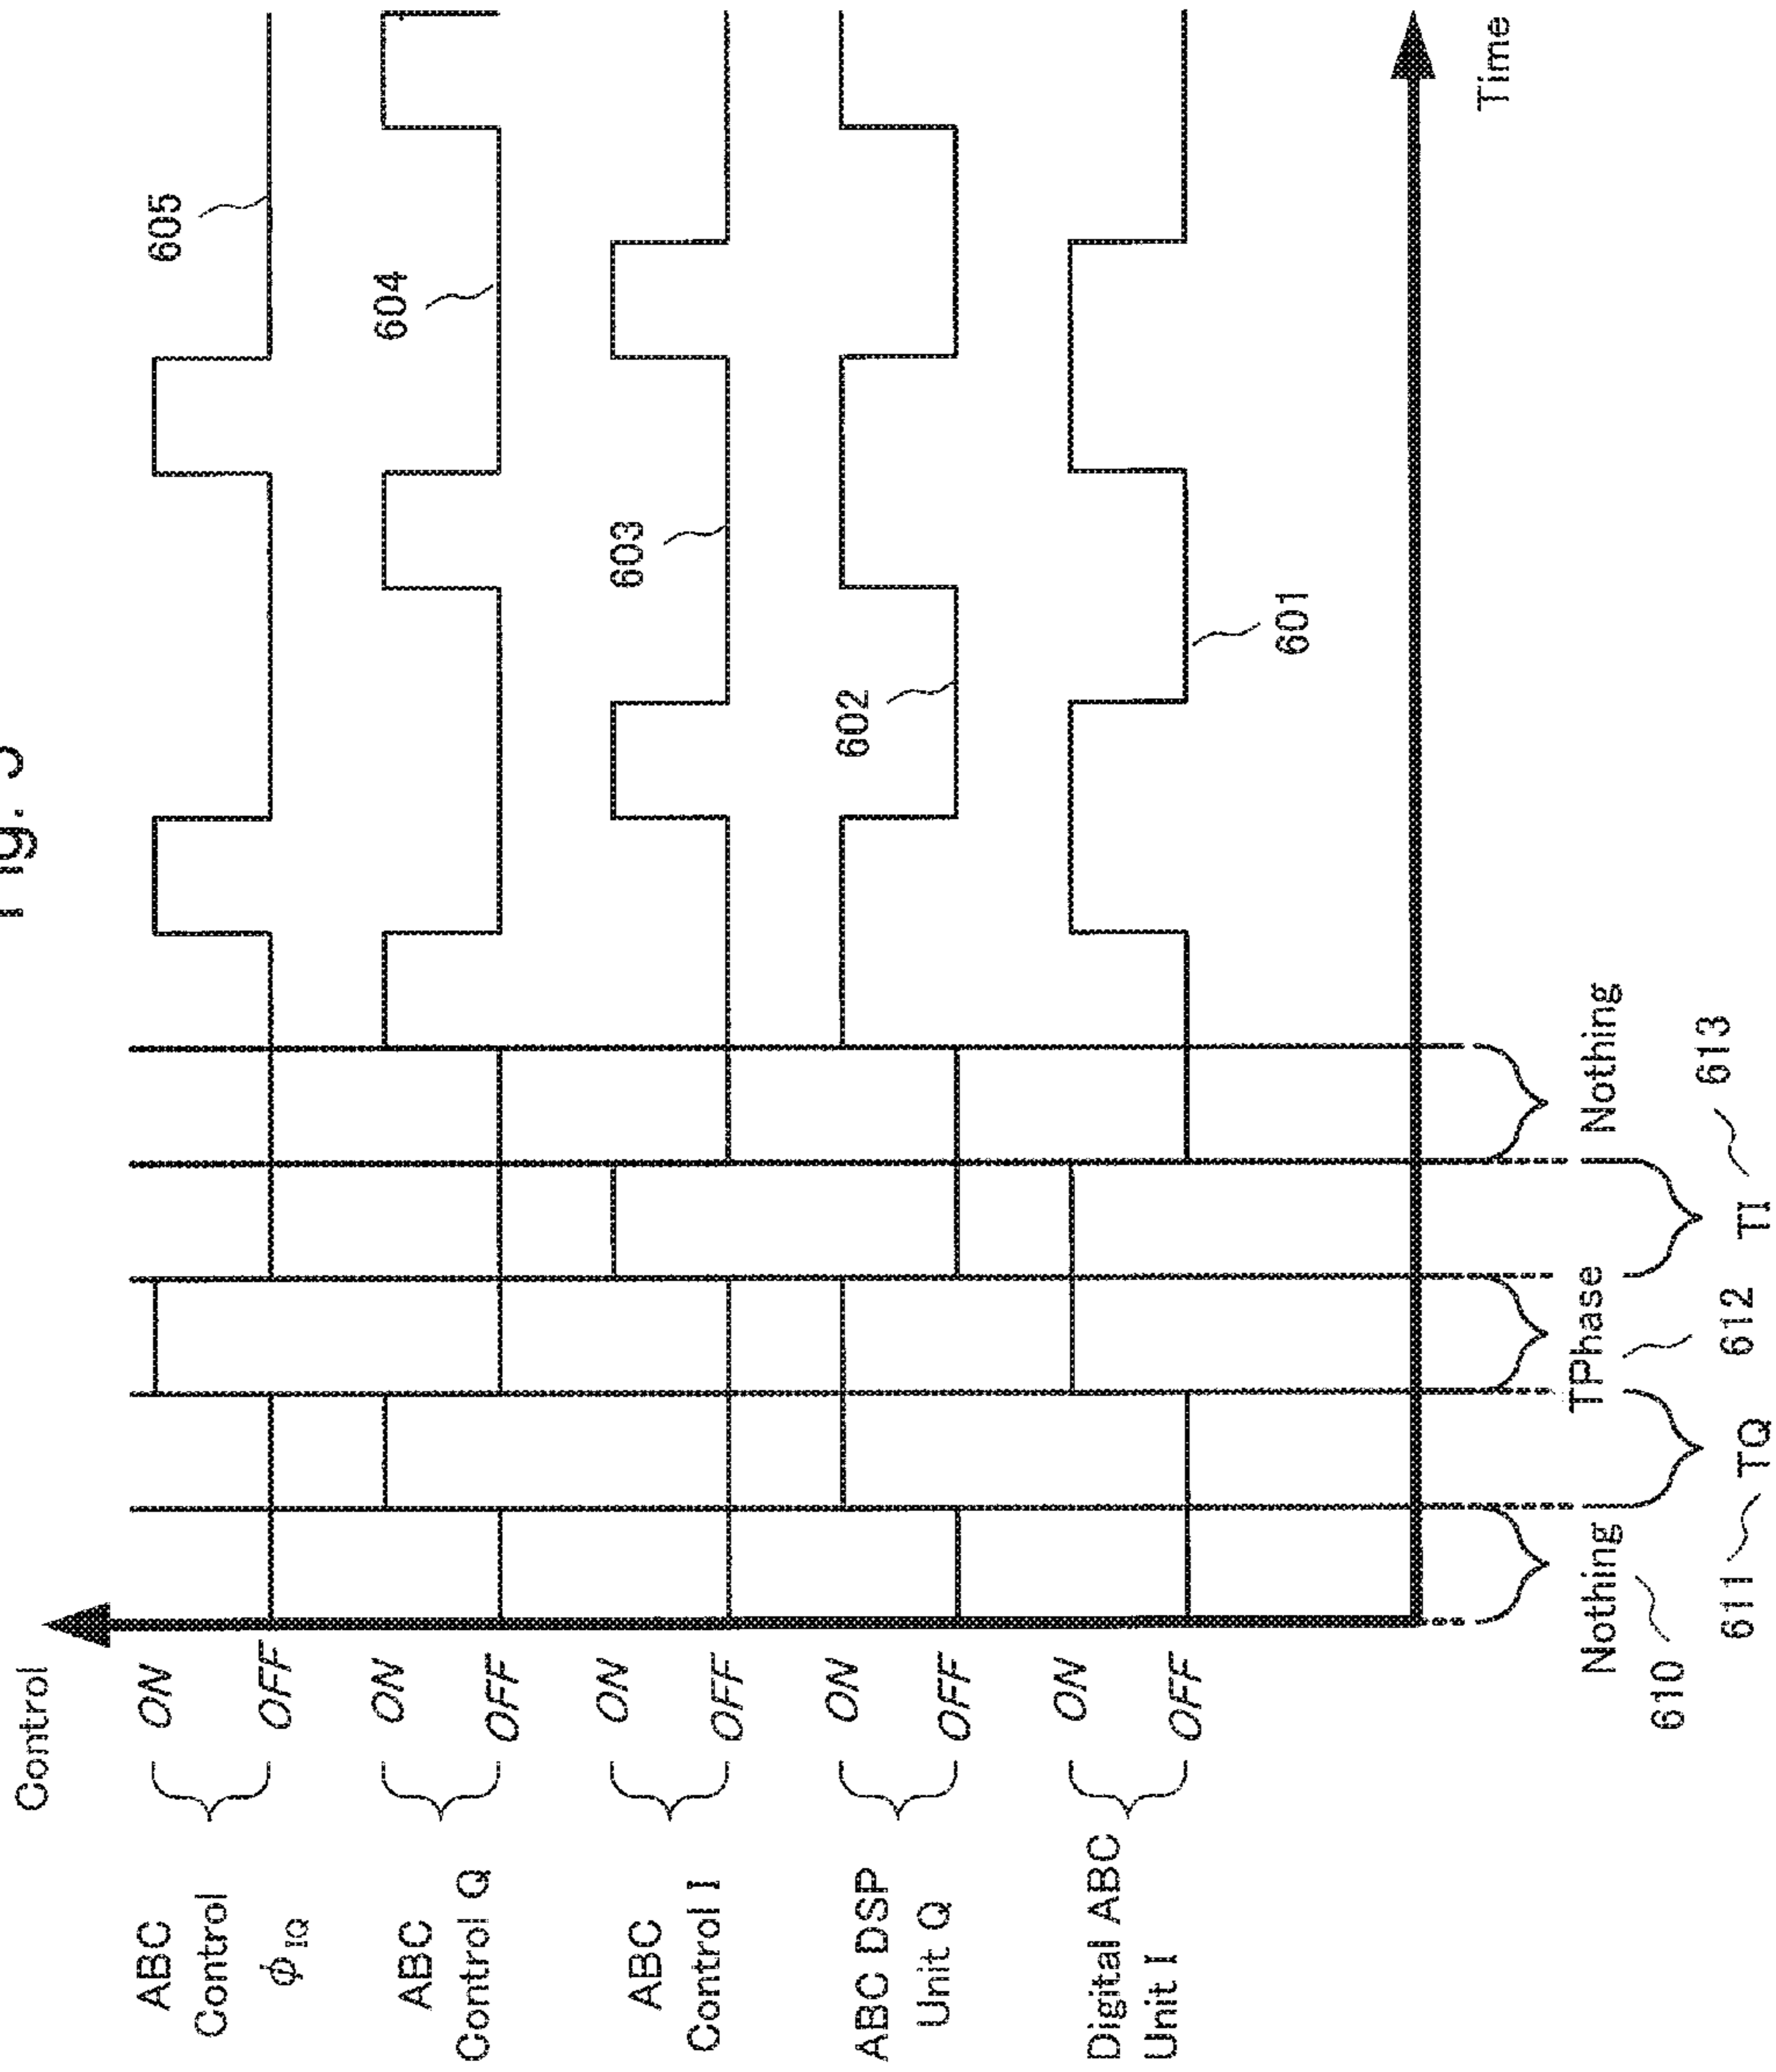 Fig. 5
Control
ABC
Control
ϕIQ
ON
OFF
605
ABC
Control Q
ON
OFF
604
ABC
Control I
ON
OFF
603
ABC DSP
Unit Q
ON
OFF
602
Digital ABC
Unit I
ON
OFF
601
Time
Nothing
TPhase
Nothing
610
612
613
611
TQ
TI